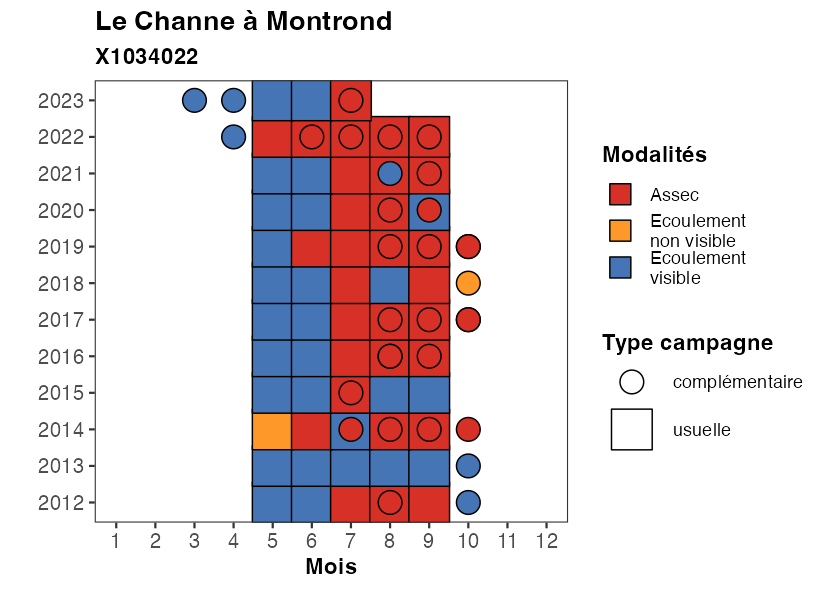 Le Channe à Montrond
X1034022
2023
2022
2021
2020
2019
2018
2017
2016
2015
2014
2013
2012
1 2 3 4 5 6 7 8 9 10 11 12
Mois
Modalités
Assec
Ecoulement
non visible
Ecoulement
visible
Type campagne
complémentaire
usuelle